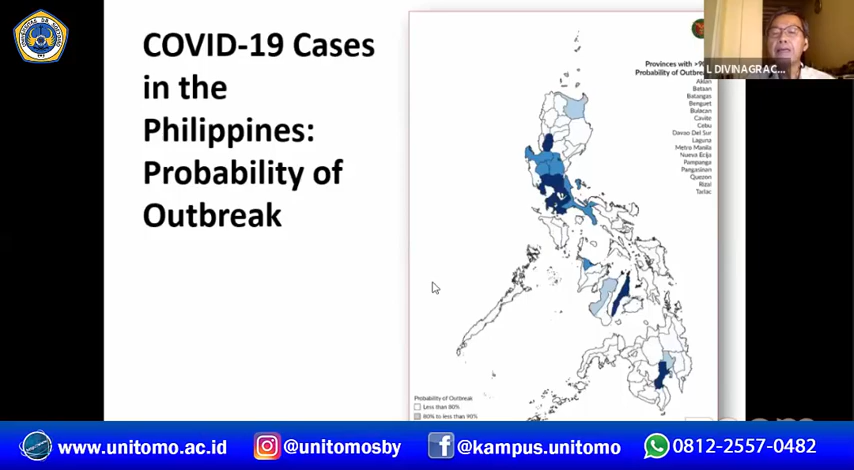 COVID-19 Cases
in the
Philippines:
Probability of
Outbreak
Provinces with >9
Probability of Outbre
L DIVINAGRAC...
Aklan
Bataan
Batangas
Benguet
Bulacan
Cavite
Cebu
Davao Del Sur
Laguna
Metro Manila
Nueva Ecija
Pampanga
Pangasinan
Quezon
Rizal
Tarlac
Probability of Outbreak
Less than 80%
80% to less than 90%
www.unitomo.ac.id
@unitomosby
@kampus.unitomo
0812-2557-0482